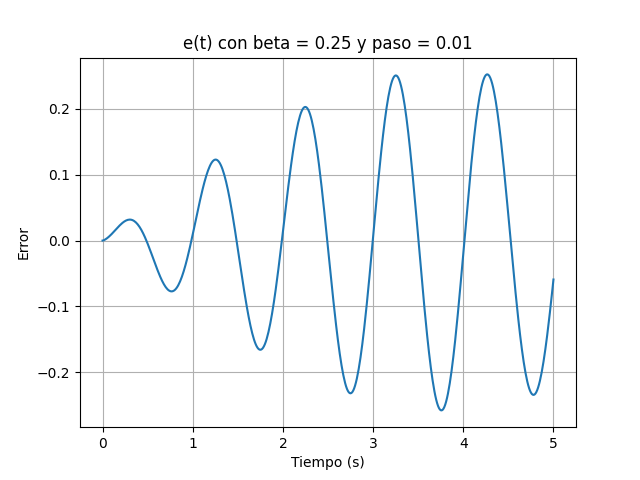 e(t) con beta = 0.25 y paso = 0.01
Error
0.2
0.1
0.0
−0.1
−0.2
0 1 2 3 4 5
Tiempo (s)